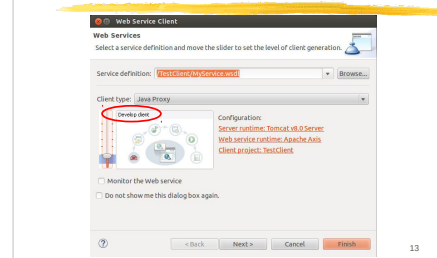 Web Service Client
Web Services
Select a service definition and move the slider to set the level of client generation.
Service definition: /TestClient/MyService.wsdl Browse...
Client type: Java Proxy
Develop client
Configuration:
Server runtime: Tomcat v8.0 Server
Web service runtime: Apache Axis
Client project: TestClient
Monitor the Web service
Do not show me this dialog box again.
? < Back Next > Cancel Finish
13